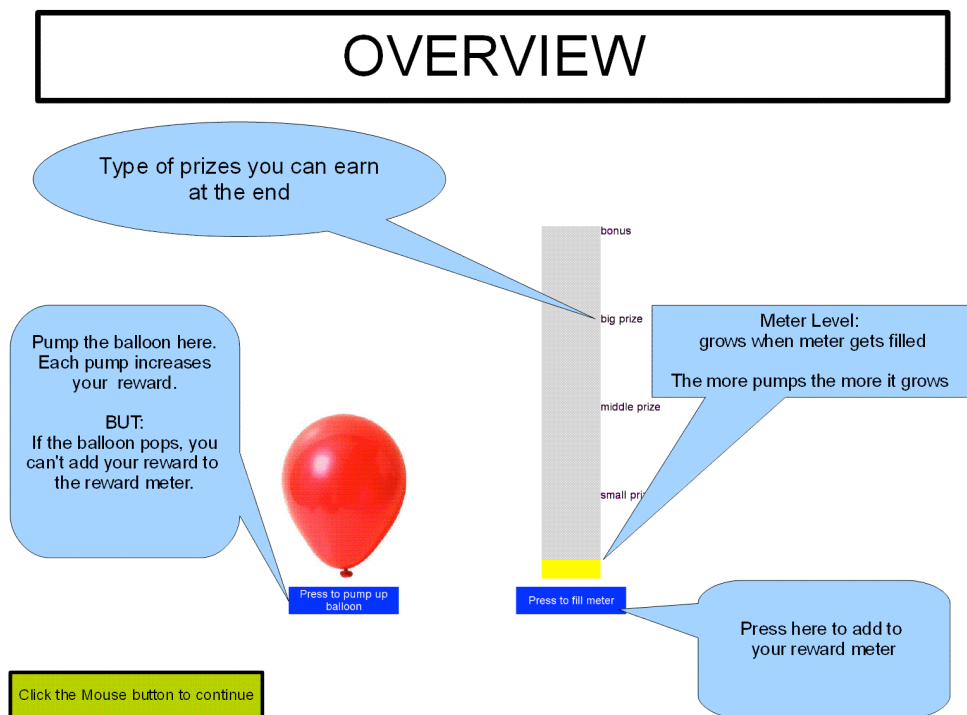 OVERVIEW
Type of prizes you can earn
at the end
bonus
big prize
middle prize
small pri
Pump the balloon here.
Each pump increases
your reward.
BUT:
If the balloon pops, you
can't add your reward to
the reward meter.
Meter Level:
grows when meter gets filled
The more pumps the more it grows
Press to pump up
balloon
Press to fill meter
Press here to add to
your reward meter
Click the Mouse button to continue